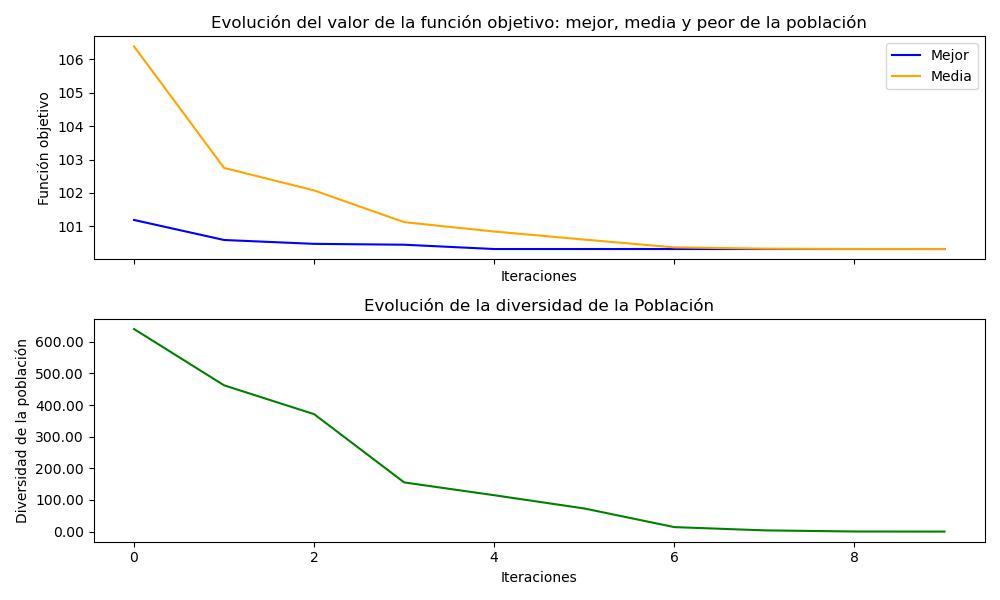 Evolución del valor de la función objetivo: mejor, media y peor de la población
Función objetivo
106
105
104
103
102
101
Mejor
Media
Iteraciones
Evolución de la diversidad de la Población
Diversidad de la población
600.00
500.00
400.00
300.00
200.00
100.00
0.00
0 2 4 6 8
Iteraciones